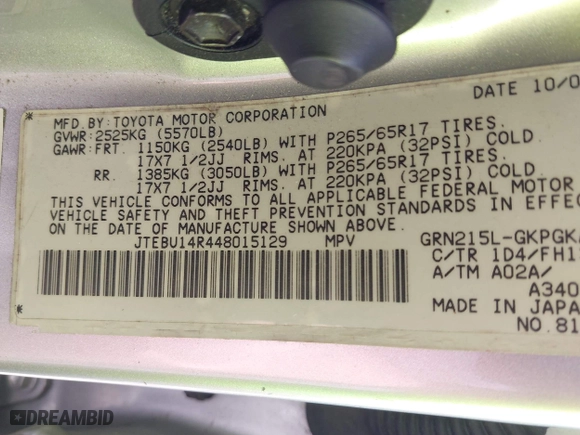 DATE 10/0
MFD BY: TOYOTA MOTOR CORPORATION
GVWR: 2525KG (5570LB)
GAWR: FRT. 1150KG (2540LB) WITH P265/65R17 TIRES.
17X7 1/2JJ RIMS. AT 220KPA (32PSI) COLD
RR. 1385KG (3050LB) WITH P265/65R17 TIRES.
17X7 1/2JJ RIMS. AT 220KPA (32PSI) COLD
THIS VEHICLE CONFORMS TO ALL APPLICABLE FEDERAL MOTOR
VEHICLE SAFETY AND THEFT PREVENTION STANDARDS IN EFFEC
ON THE DATE OF MANUFACTURE SHOWN ABOVE.
JTEBU14R448015129 MPV GRN215L-GKPGKA
C/TR 1D4/FH1
A/TM A02A/
A340
MADE IN JAPA
NO.81
DREAMBID